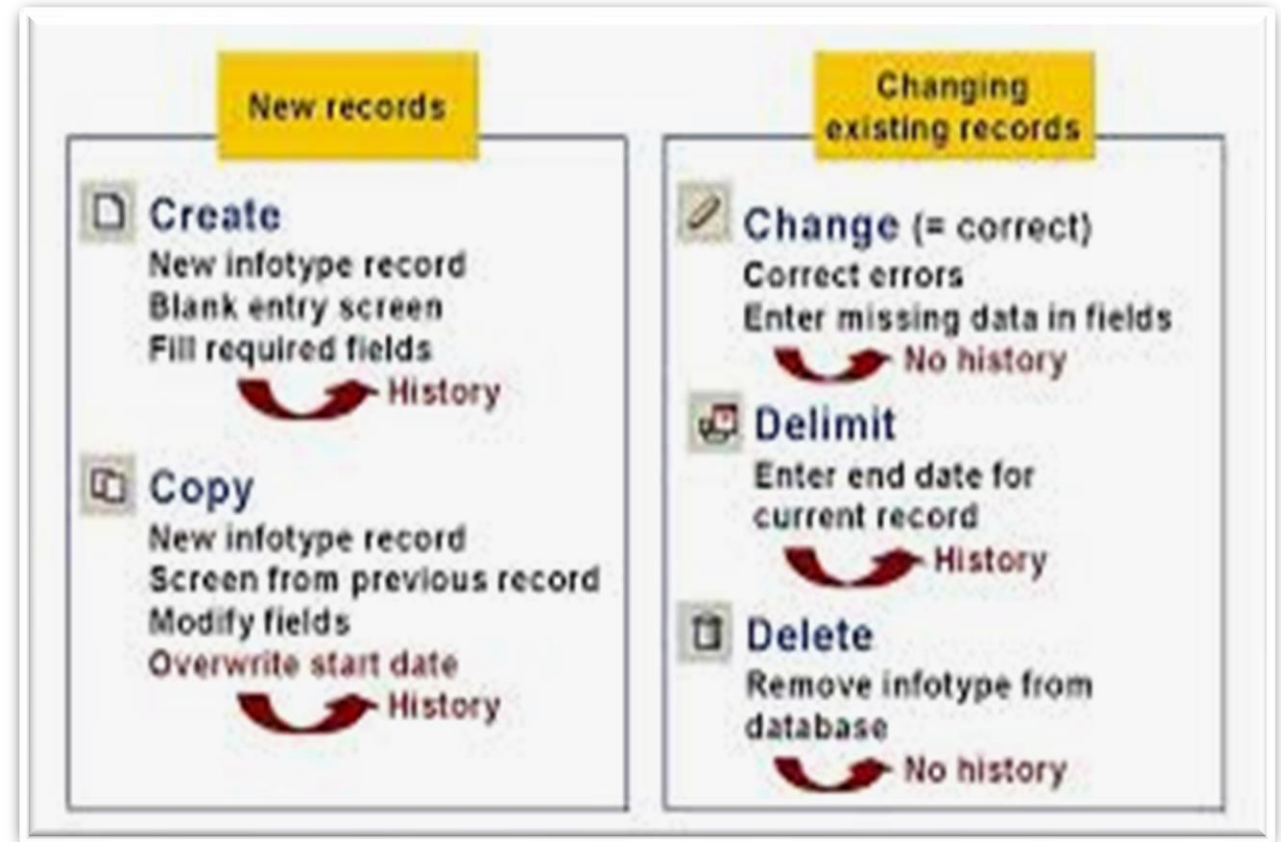 New records
Create
New infotype record
Blank entry screen
Fill required fields
History
Copy
New infotype record
Screen from previous record
Modify fields
Overwrite start date
History
Changing
existing records
Change (= correct)
Correct errors
Enter missing data in fields
No history
Delimit
Enter end date for
current record
History
Delete
Remove infotype from
database
No history